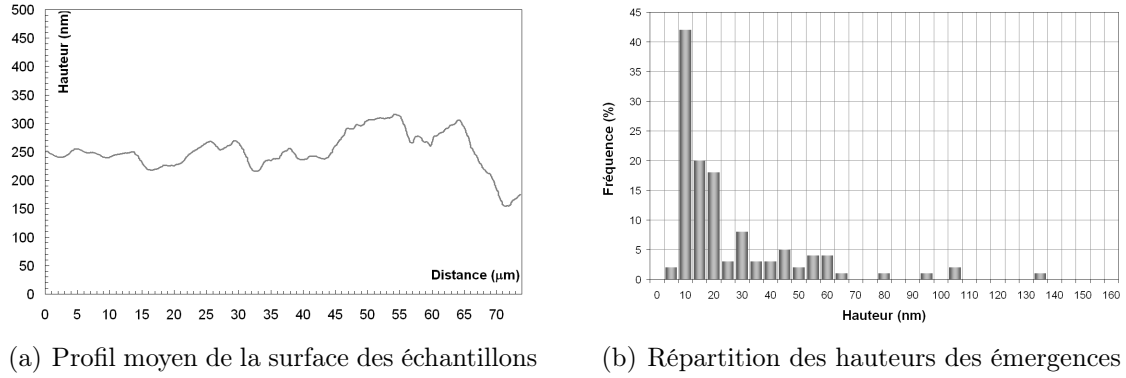 500
450
400
350
300
250
200
150
100
50
0
Hauteur (nm)
Distance (μm)
0 5 10 15 20 25 30 35 40 45 50 55 60 65 70
45
40
35
30
25
20
15
10
5
0
Fréquence (%)
0 10 20 30 40 50 60 70 80 90 100 110 120 130 140 150 160
Hauteur (nm)
(a) Profil moyen de la surface des échantillons
(b) Répartition des hauteurs des émergences